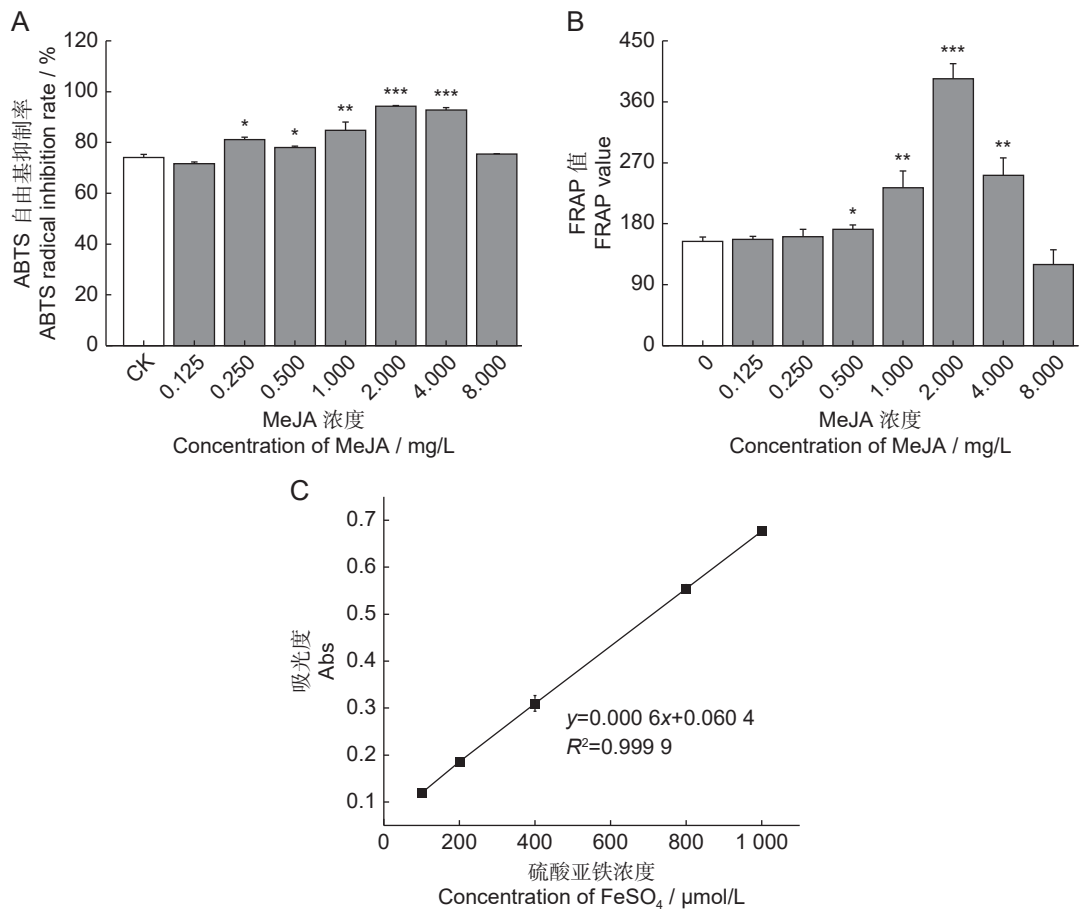 A
120
100
80
60
40
20
0
ABTS 自由基抑制率
ABTS radical inhibition rate / %
*
*
**
***
***
CK
0.125
0.250
0.500
1.000
2.000
4.000
8.000
MeJA 浓度
Concentration of MeJA / mg/L
B
450
360
270
180
90
0
FRAP 值
FRAP value
*
**
***
**
0
0.125
0.250
0.500
1.000
2.000
4.000
8.000
MeJA 浓度
Concentration of MeJA / mg/L
C
0.7
0.6
0.5
0.4
0.3
0.2
0.1
吸光度
Abs
y=0.000 6x+0.060 4
R²=0.999 9
0
200
400
600
800
1 000
硫酸亚铁浓度
Concentration of FeSO₄ / μmol/L